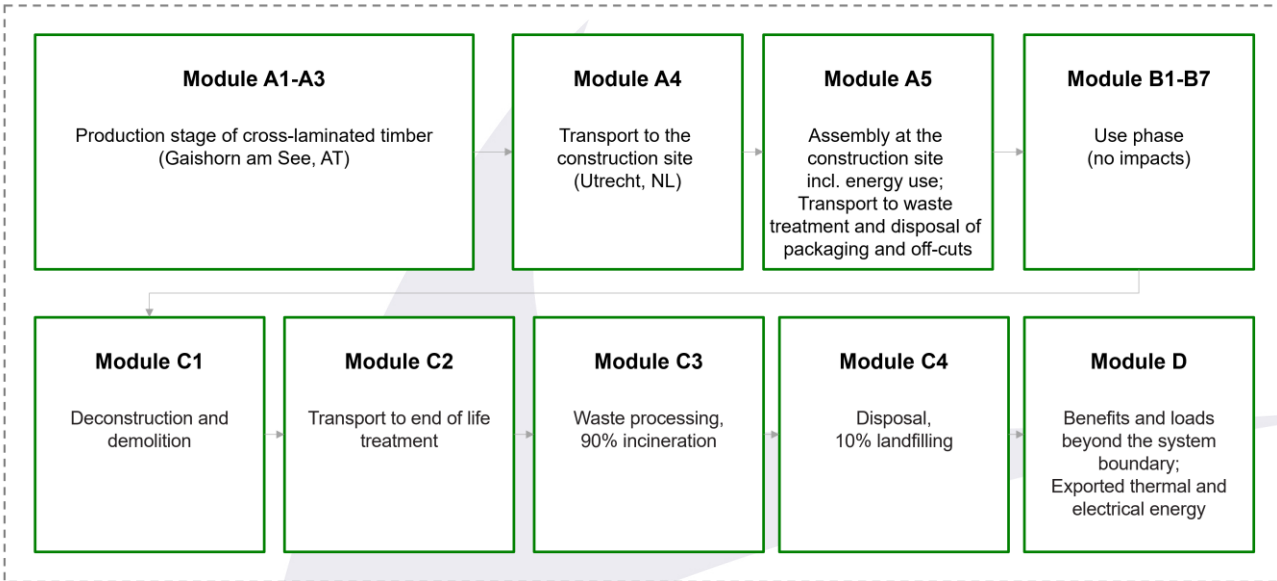 Module A1-A3
Production stage of cross-laminated timber
(Gaishorn am See, AT)
Module A4
Transport to the
construction site
(Utrecht, NL)
Module A5
Assembly at the
construction site
incl. energy use;
Transport to waste
treatment and disposal of
packaging and off-cuts
Module B1-B7
Use phase
(no impacts)
Module C1
Deconstruction and
demolition
Module C2
Transport to end of life
treatment
Module C3
Waste processing,
90% incineration
Module C4
Disposal,
10% landfilling
Module D
Benefits and loads
beyond the system
boundary;
Exported thermal and
electrical energy